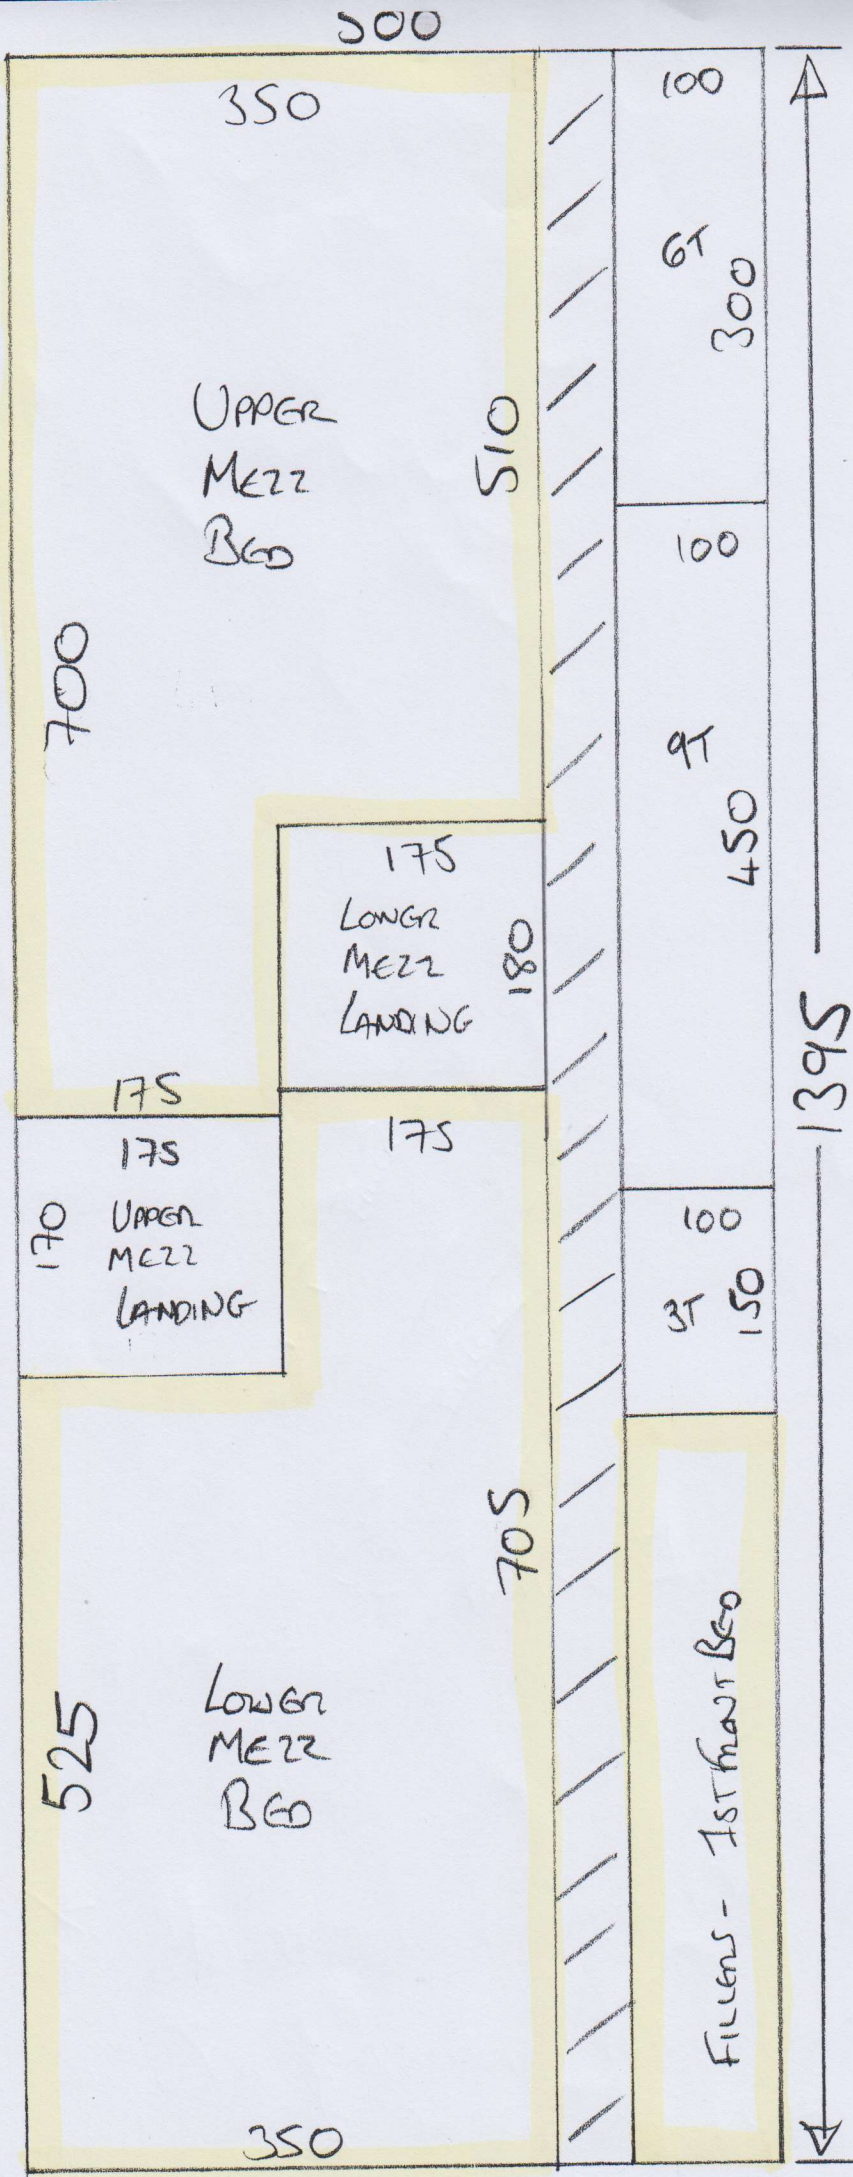 500
350
100
6T
300
UPPER
MEZZ
BED
510
700
100
9T
450
175
LOWER
MEZZ
LANDING
180
175
175
UPPER
MEZZ
LANDING
170
175
1395
100
3T
150
705
LOWER
MEZZ
BED
525
FILLERS - 1ST FRONT BED
350